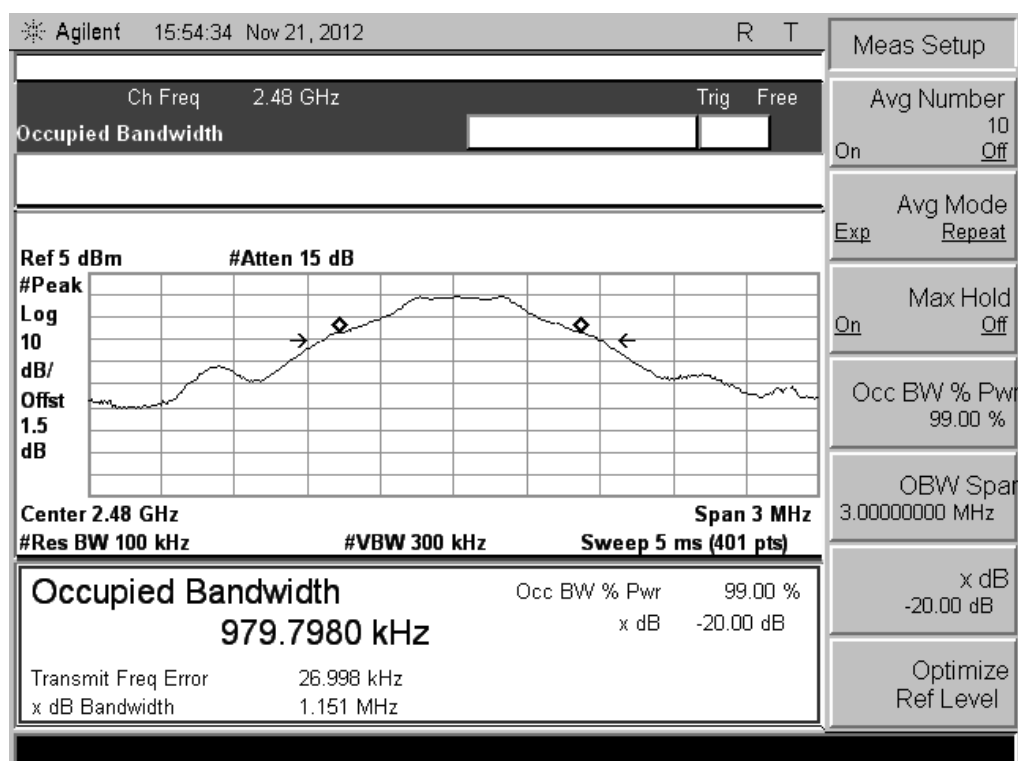 Agilent 15:54:34 Nov 21, 2012 R T
Ch Freq 2.48 GHz Trig Free
Occupied Bandwidth
Ref 5 dBm #Atten 15 dB
#Peak
Log
10
dB/
Offst
1.5
dB
Center 2.48 GHz Span 3 MHz
#Res BW 100 kHz #VBW 300 kHz Sweep 5 ms (401 pts)
Occupied Bandwidth
979.7980 kHz
Occ BW % Pwr 99.00 %
x dB -20.00 dB
Transmit Freq Error 26.998 kHz
x dB Bandwidth 1.151 MHz
Meas Setup
Avg Number
10
On Off
Avg Mode
Exp Repeat
Max Hold
On Off
Occ BW % Pwr
99.00 %
OBW Span
3.00000000 MHz
x dB
-20.00 dB
Optimize
Ref Level